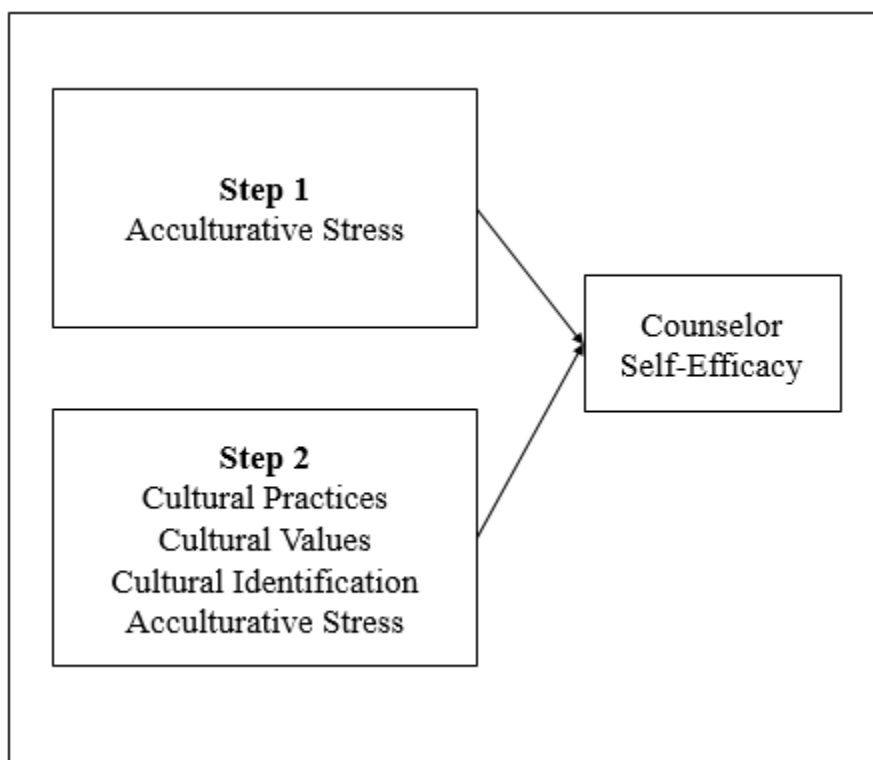 Step 1
Acculturative Stress
Counselor
Self-Efficacy
Step 2
Cultural Practices
Cultural Values
Cultural Identification
Acculturative Stress